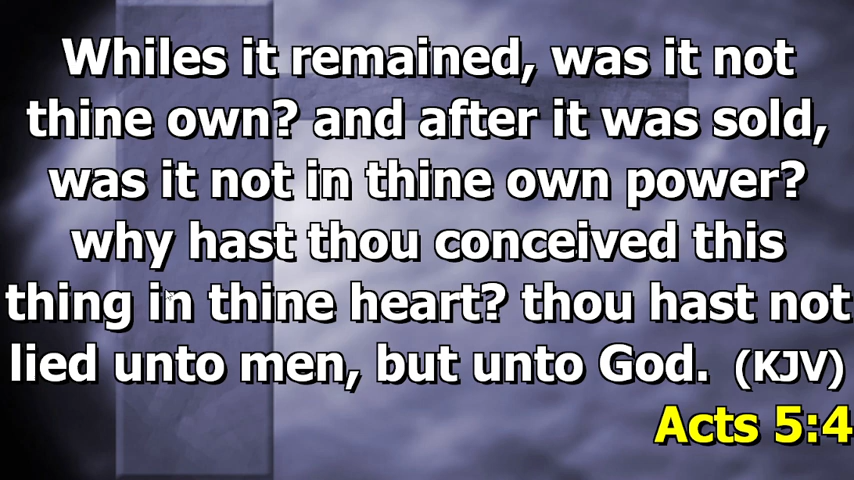 Whiles it remained, was it not
thine own? and after it was sold,
was it not in thine own power?
why hast thou conceived this
thing in thine heart? thou hast not
lied unto men, but unto God. (KJV)
Acts 5:4